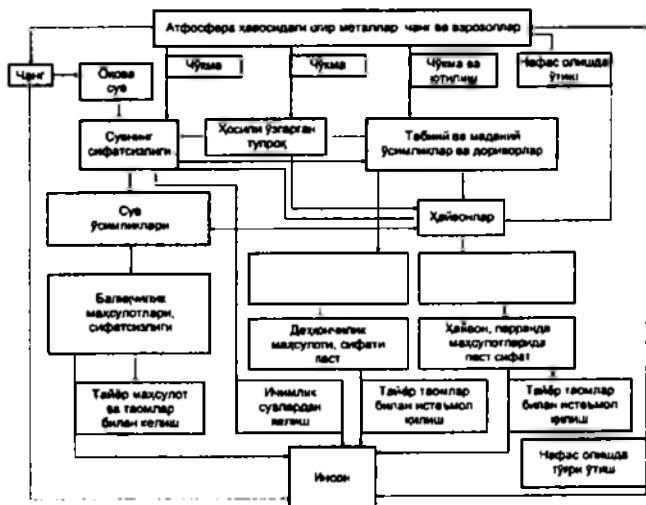 Атфосфера ҳавосидаги оғир металлар чанг ва аэрозоллар
Чанг
Оқова
сув
Чўкма
Чўкма
Чўкма ва
ютилиш
Нафас олишда
ўтиш
Сувнинг
сифатсизлиги
Ҳосили ўзгарган
тупроқ
Табиий ва маданий
ўсимликлар ва дориворлар
Сув
ўсимликлари
Ҳайвонлар
Балиқчилик
маҳсулотлари,
сифатсизлиги
Деҳқончилик
маҳсулоти, сифати
паст
Ҳайвон, парранда
маҳсулотларида
паст сифат
Тайёр маҳсулот
ва таомлар
билан келиш
Ичимлик
сувлардан
келиш
Тайёр таомлар
билан истеъмол
қилиш
Тайёр таомлар
билан истеъмол
қилиш
Инсон
Нафас олишда
тўғри ўтиш